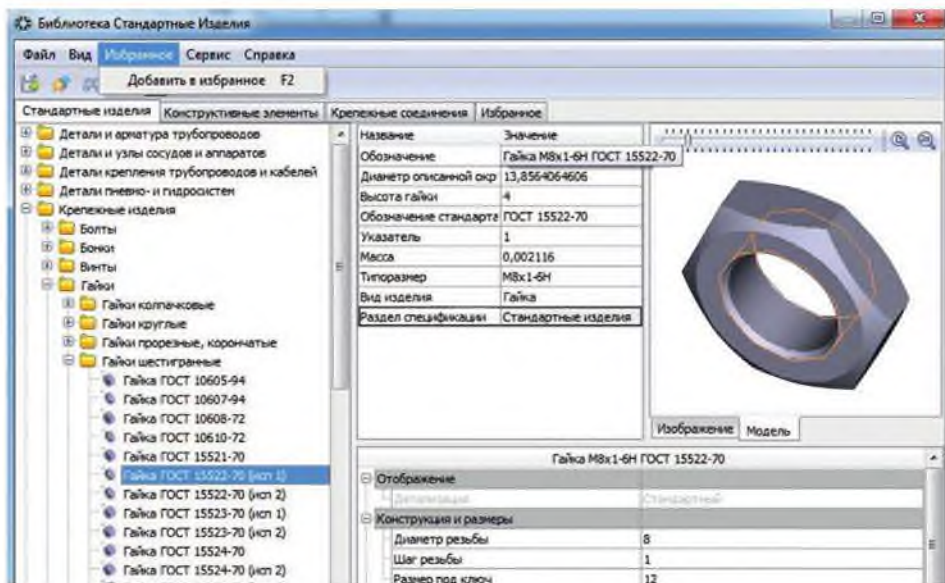 Библиотека Стандартные Изделия
Файл Вид Избранное Сервис Справка
Добавить в избранное F2
Стандартные изделия Конструктивные элементы Крепежные соединения Избранное
Детали и арматура трубопроводов
Детали и узлы сосудов и аппаратов
Детали крепления трубопроводов и кабелей
Детали пневно- и гидросистем
Крепежные изделия
Болты
Бонки
Винты
Гайки
Гайки колпачковые
Гайки круглые
Гайки прорезные, корончатые
Гайки шестигранные
Гайка ГОСТ 10605-94
Гайка ГОСТ 10607-94
Гайка ГОСТ 10608-72
Гайка ГОСТ 10610-72
Гайка ГОСТ 15521-70
Гайка ГОСТ 15522-70 (исп 1)
Гайка ГОСТ 15522-70 (исп 2)
Гайка ГОСТ 15523-70 (исп 1)
Гайка ГОСТ 15523-70 (исп 2)
Гайка ГОСТ 15524-70
Гайка ГОСТ 15524-70 (исп 2)
Название Значение
Обозначение Гайка М8х1-6Н ГОСТ 15522-70
Диаметр описанной окр 13,8564064606
Высота гайки 4
Обозначение стандарта ГОСТ 15522-70
Указатель 1
Масса 0,002116
Типоразмер М8х1-6Н
Вид изделия Гайка
Раздел спецификации Стандартные изделия
Изображение Модель
Гайка М8х1-6Н ГОСТ 15522-70
Отображение
Детализация Стандартный
Конструкция и размеры
Диаметр резьбы 8
Шаг резьбы 1
Размер под ключ 12